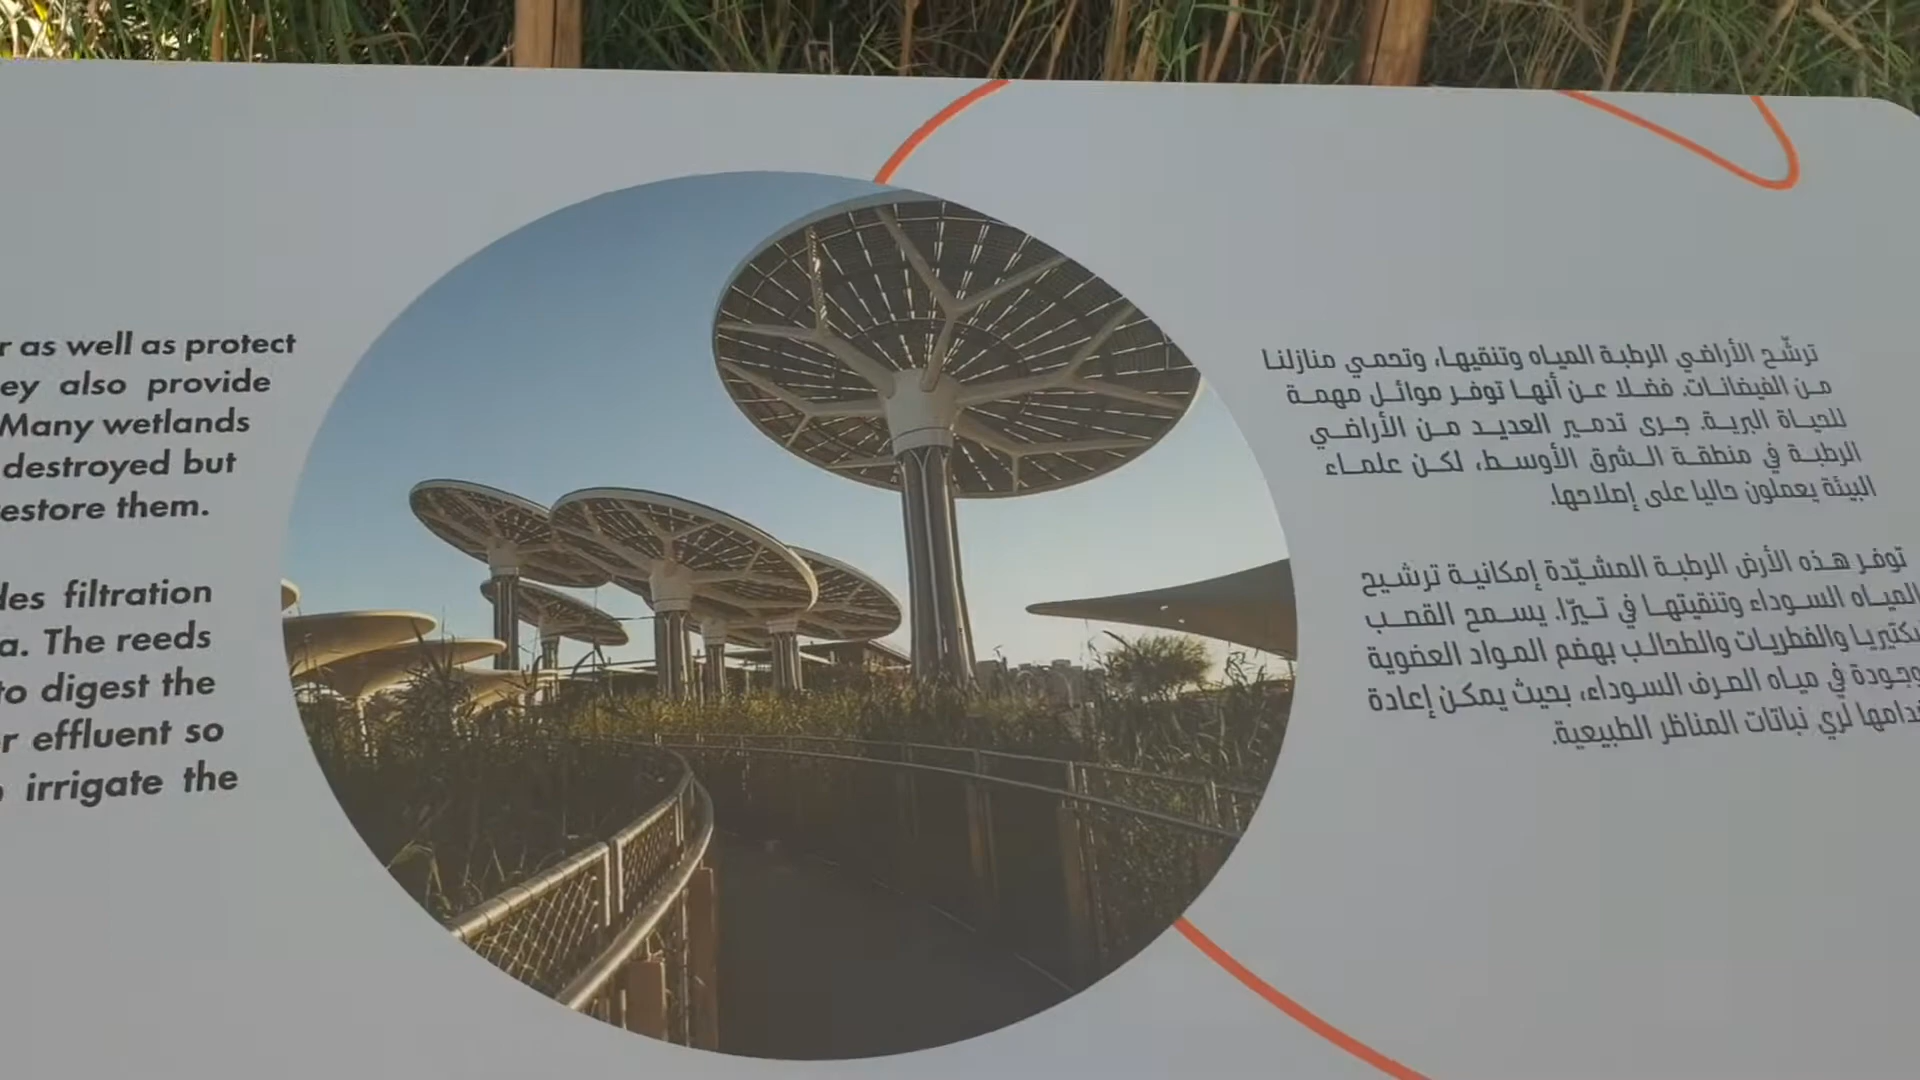 r as well as protect
ey also provide
Many wetlands
destroyed but
estore them.
des filtration
a. The reeds
to digest the
r effluent so
irrigate the
ترشّح الأراضي الرطبة المياه وتنقيها، وتحمي منازلنا
من الفيضانات. فضلا عن أنها توفر موائل مهمة
للحياة البرية. جرى تدمير العديد من الأراضي
الرطبة في منطقة الشرق الأوسط، لكن علماء
البيئة يعملون حاليا على إصلاحها.
توفر هذه الأرض الرطبة المشيّدة إمكانية ترشيح
المياه السوداء وتنقيتها في تيرّا. يسمح القصب
بكتيريا والفطريات والطحالب بهضم المواد العضوية
وجودة في مياه الصرف السوداء، بحيث يمكن إعادة
دامها لري نباتات المناظر الطبيعية.